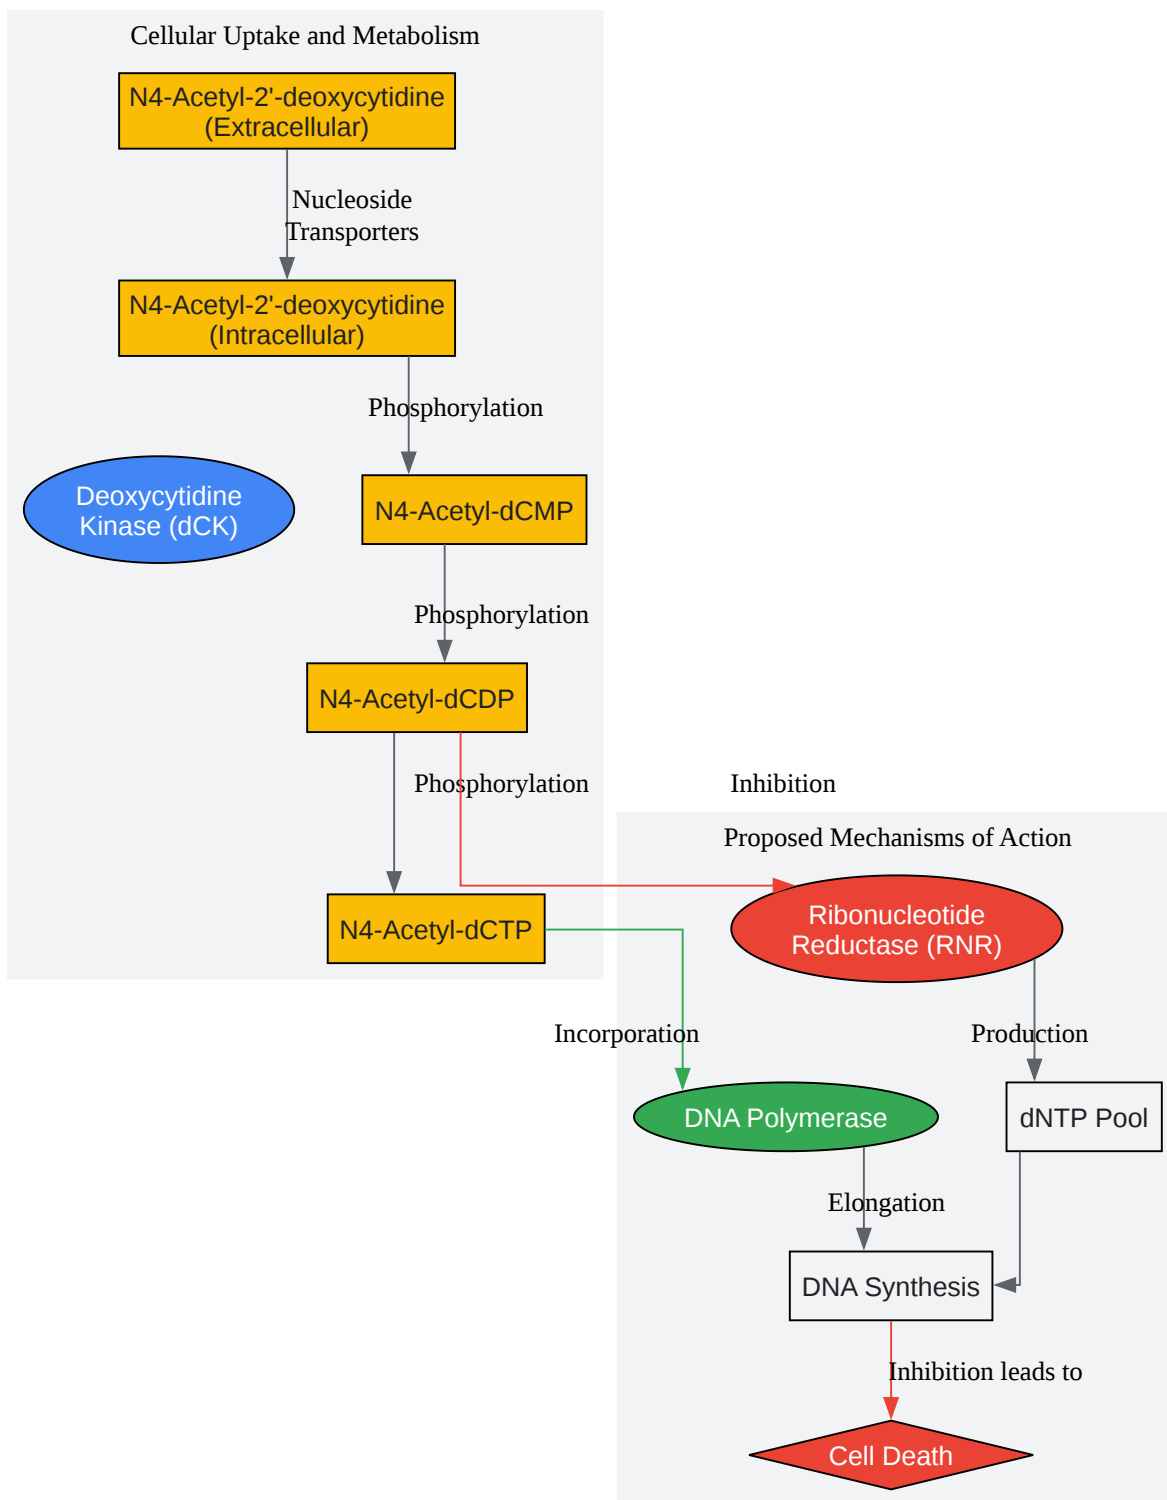 Cellular Uptake and Metabolism
N4-Acetyl-2'-deoxycytidine
(Extracellular)
Nucleoside
Transporters
N4-Acetyl-2'-deoxycytidine
(Intracellular)
Phosphorylation
Deoxycytidine
Kinase (dCK)
N4-Acetyl-dCMP
Phosphorylation
N4-Acetyl-dCDP
Phosphorylation
Inhibition
Proposed Mechanisms of Action
N4-Acetyl-dCTP
Ribonucleotide
Reductase (RNR)
Incorporation
Production
DNA Polymerase
dNTP Pool
Elongation
DNA Synthesis
Inhibition leads to
Cell Death